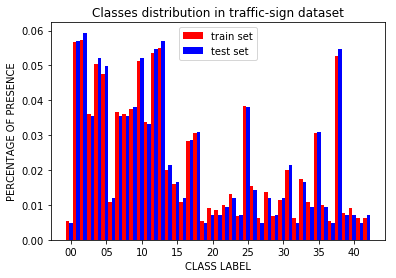 Classes distribution in traffic-sign dataset
train set
test set
PERCENTAGE OF PRESENCE
0.06
0.05
0.04
0.03
0.02
0.01
0.00
00 05 10 15 20 25 30 35 40
CLASS LABEL